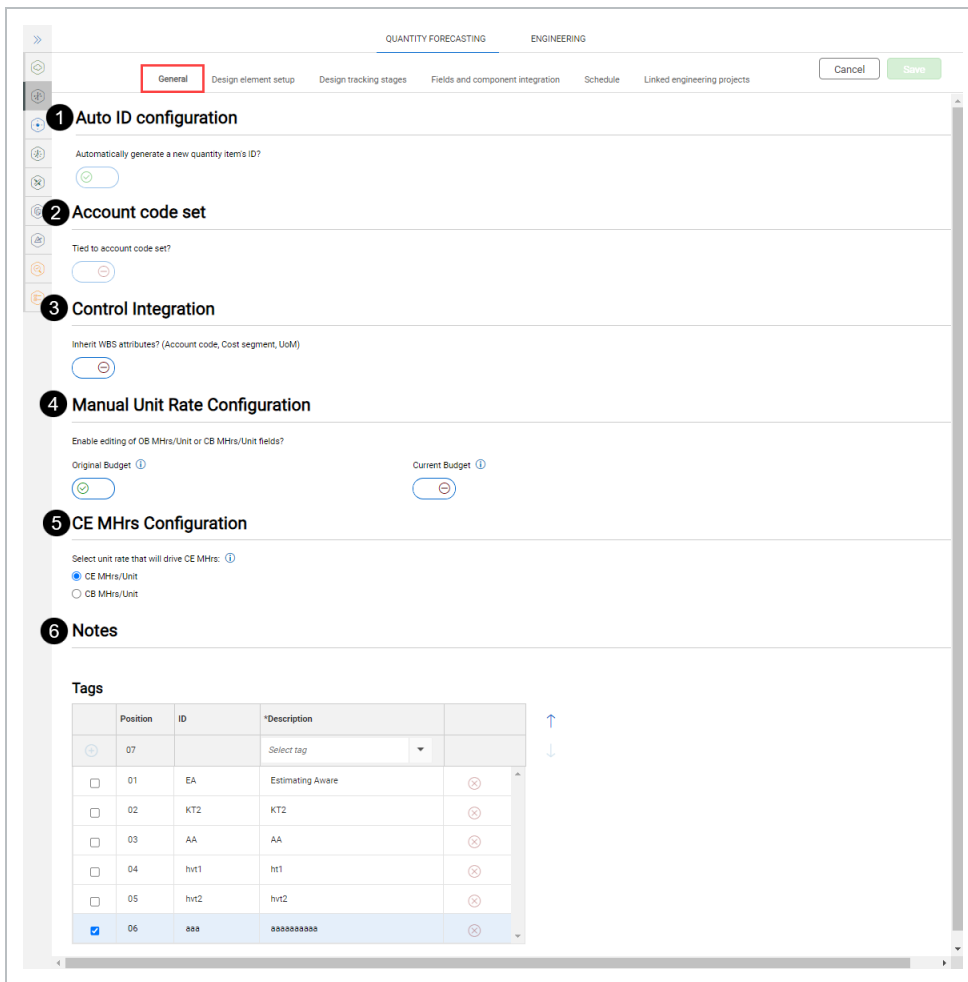 QUANTITY FORECASTING ENGINEERING
General Design element setup Design tracking stages Fields and component integration Schedule Linked engineering projects Cancel Save
1 Auto ID configuration
Automatically generate a new quantity item's ID?
2 Account code set
Tied to account code set?
3 Control Integration
Inherit WBS attributes? (Account code, Cost segment, UoM)
4 Manual Unit Rate Configuration
Enable editing of OB MHrs/Unit or CB MHrs/Unit fields?
Original Budget Current Budget
5 CE MHrs Configuration
Select unit rate that will drive CE MHrs:
CE MHrs/Unit
CB MHrs/Unit
6 Notes
Tags
Position ID *Description
07 Select tag
01 EA Estimating Aware
02 KT2 KT2
03 AA AA
04 hvt1 ht1
05 hvt2 hvt2
06 aaa aaaaaaaaaa